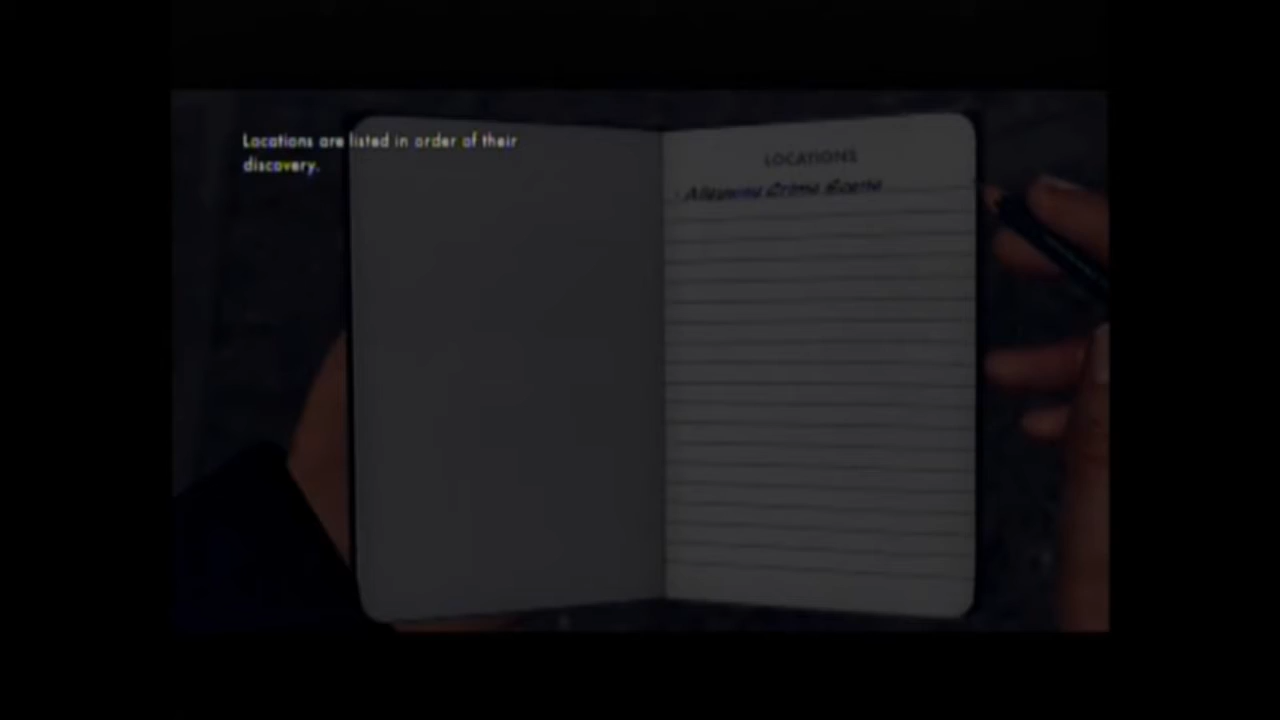 Locations are listed in order of their
discovery.
LOCATIONS
- Alleyway Crime Scene